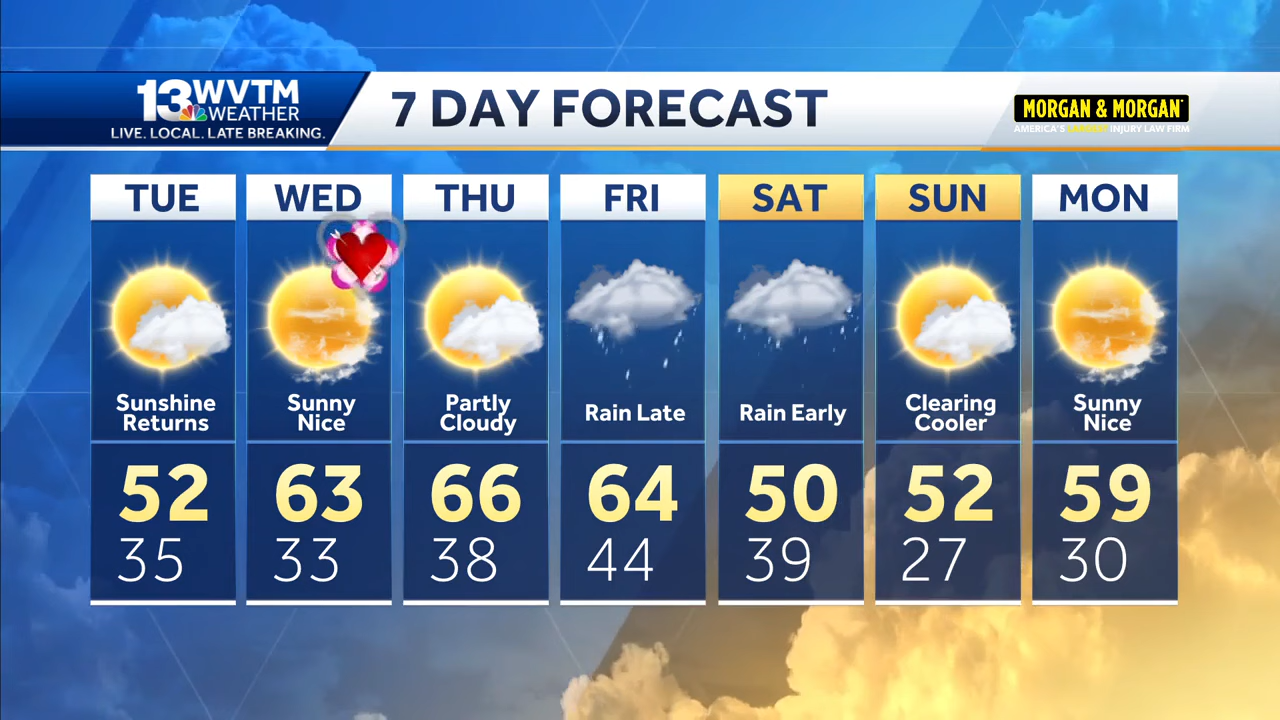 13 WVTM
WEATHER
LIVE. LOCAL. LATE BREAKING.
7 DAY FORECAST
MORGAN & MORGAN
AMERICA'S LARGEST INJURY LAW FIRM
TUE
WED
THU
FRI
SAT
SUN
MON
Sunshine
Returns
Sunny
Nice
Partly
Cloudy
Rain Late
Rain Early
Clearing
Cooler
Sunny
Nice
52
63
66
64
50
52
59
35
33
38
44
39
27
30